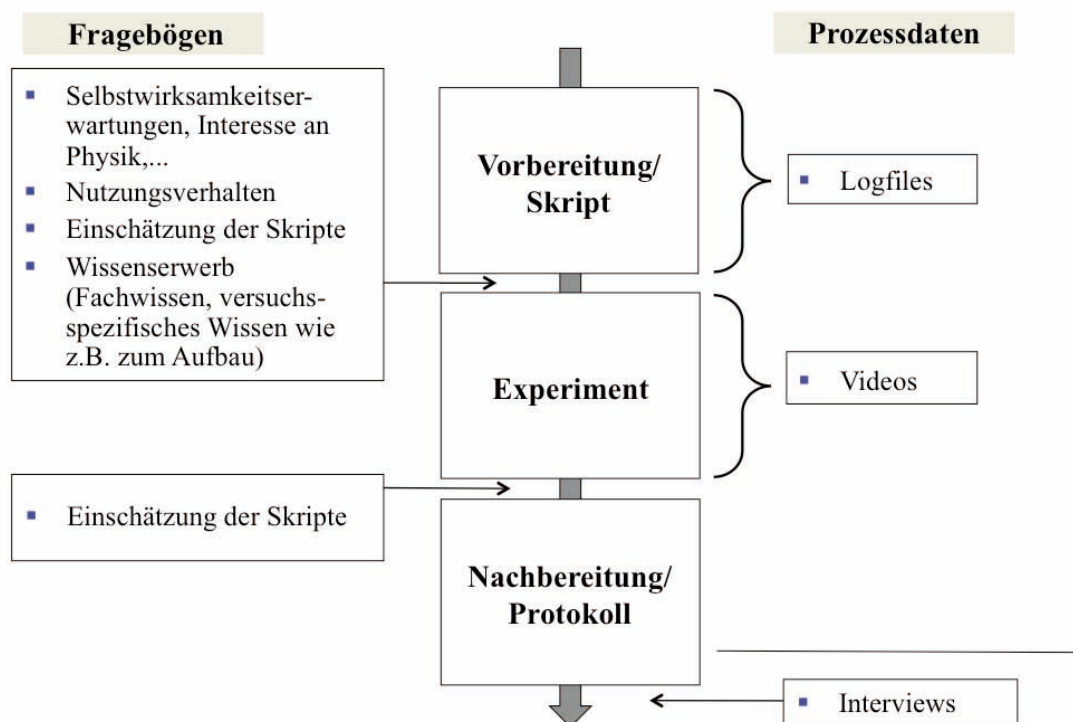 Fragebögen
Selbstwirksamkeitser-
wartungen, Interesse an
Physik,...
Nutzungsverhalten
Einschätzung der Skripte
Wissenserwerb
(Fachwissen, versuchs-
spezifisches Wissen wie
z.B. zum Aufbau)
Einschätzung der Skripte
Vorbereitung/
Skript
Experiment
Nachbereitung/
Protokoll
Prozessdaten
Logfiles
Videos
Interviews